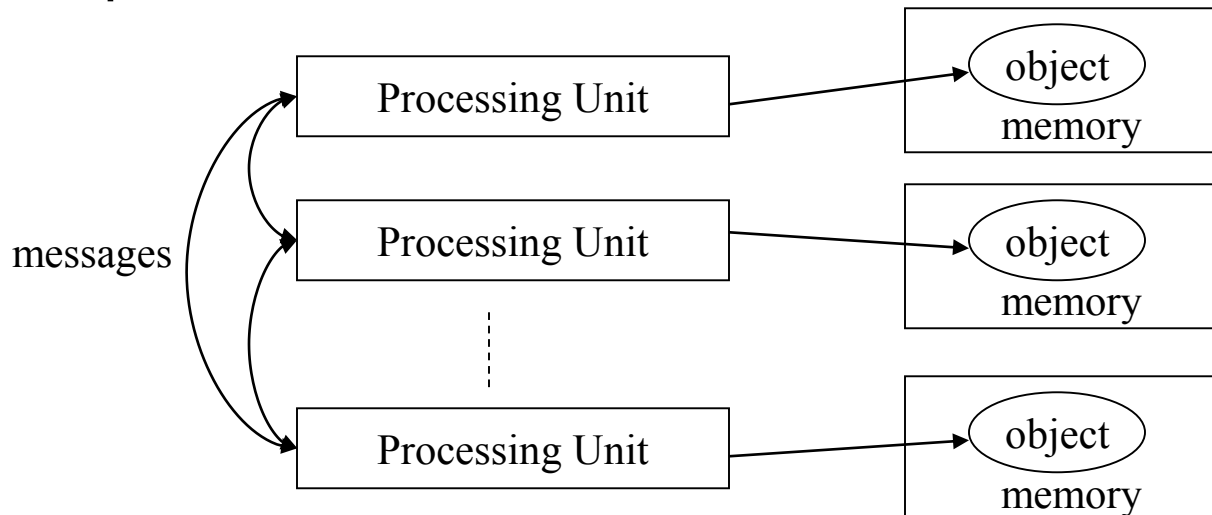 object
Processing Unit
memory
Processing Unit
object
messages
memory
Processing Unit
object
memory